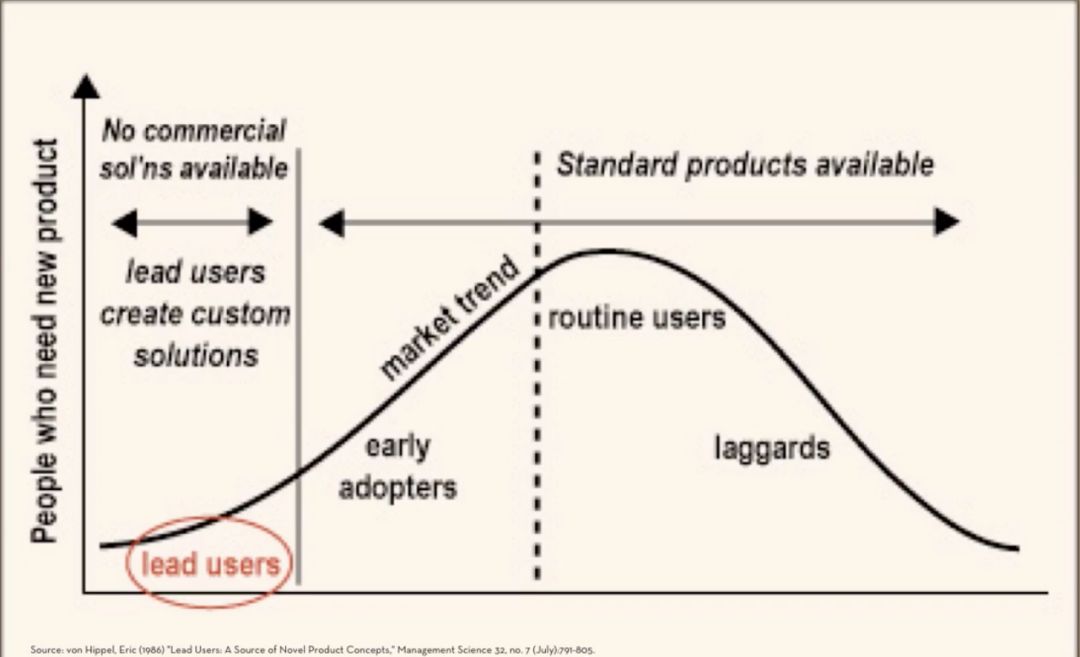 People who need new product
No commercial
sol'ns available
lead users
create custom
solutions
Standard products available
market trend
routine users
early
adopters
laggards
lead users
Source: von Hippel, Eric (1986) "Lead Users: A Source of Novel Product Concepts," Management Science 32, no. 7 (July):791-805.